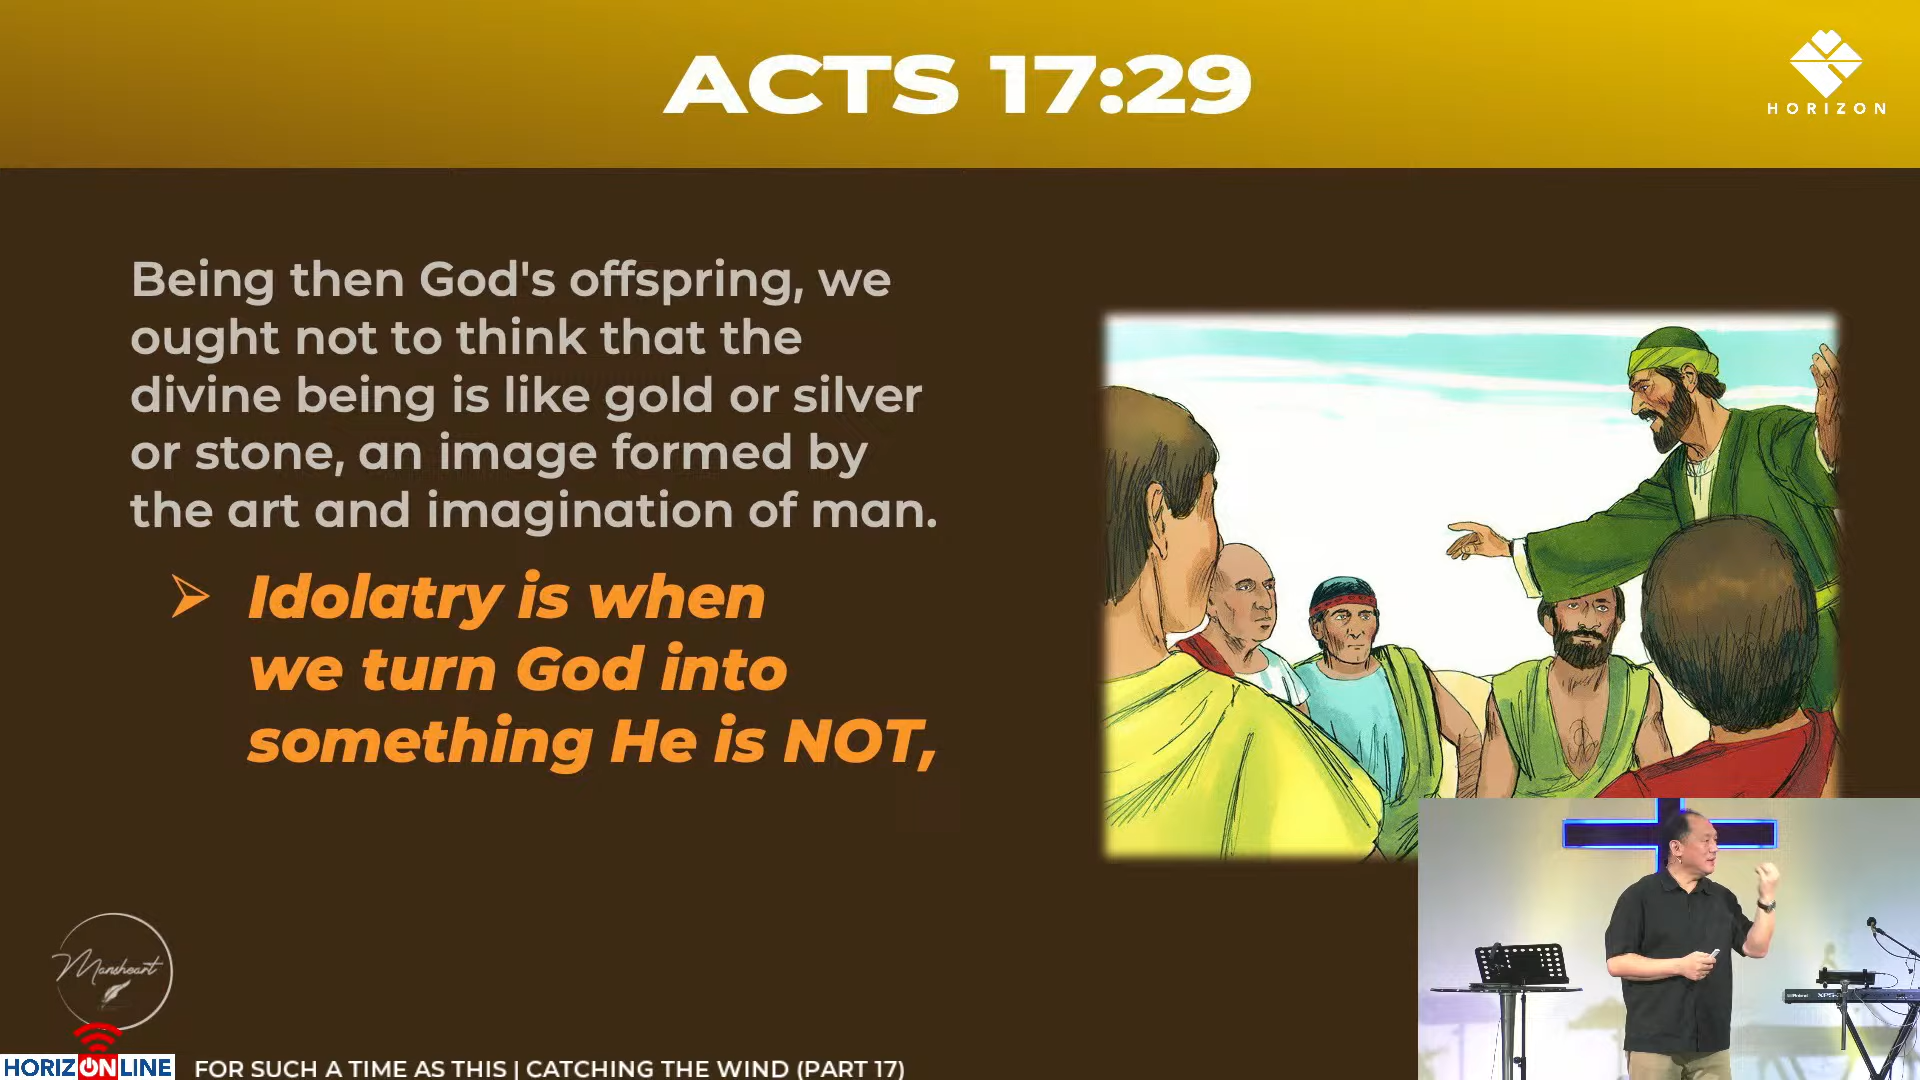 ACTS 17:29
HORIZON
Being then God's offspring, we
ought not to think that the
divine being is like gold or silver
or stone, an image formed by
the art and imagination of man.
➢ Idolatry is when
we turn God into
something He is NOT,
Mansheart
HORIZONLINE
FOR SUCH A TIME AS THIS | CATCHING THE WIND (PART 17)
Roland